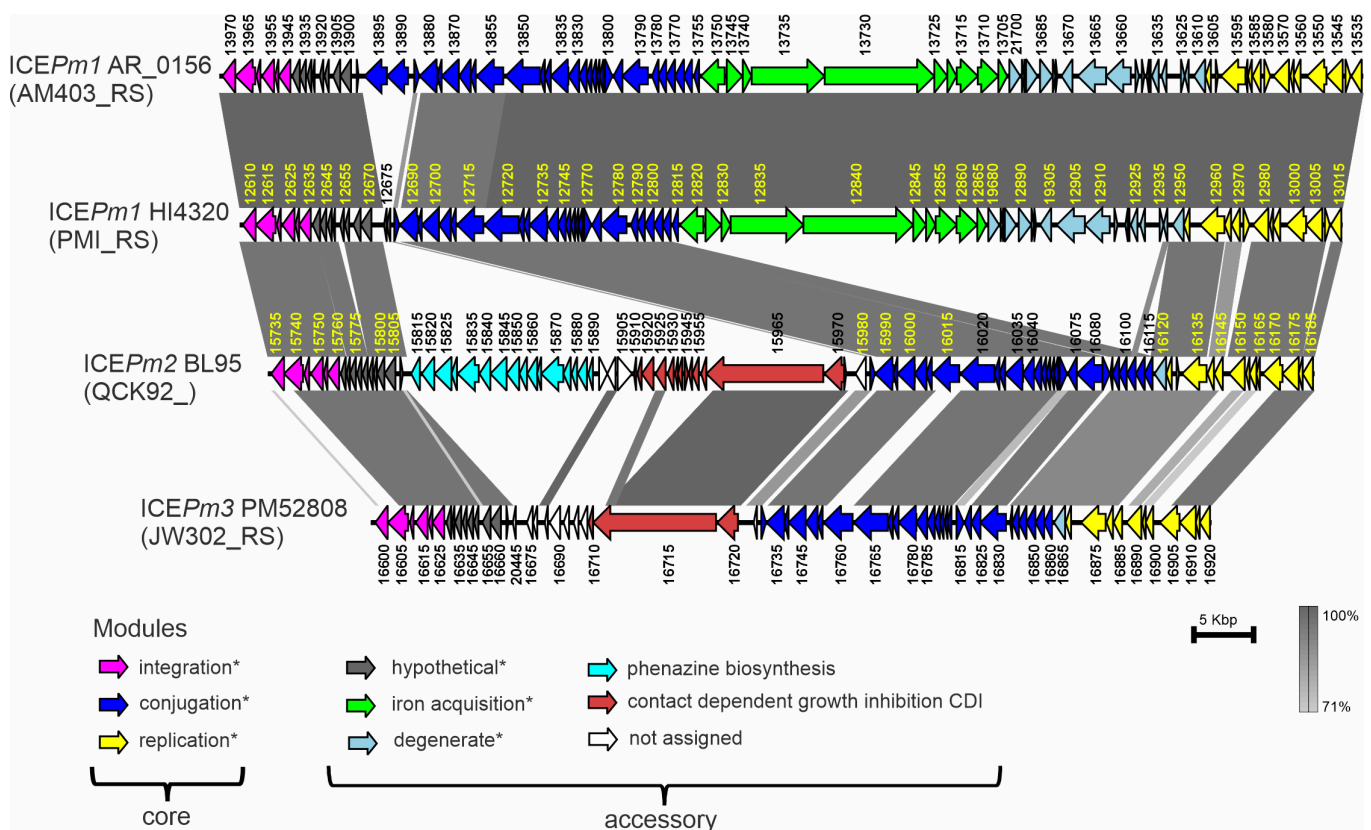 13970 13965 13955 13945 13935 13920 13905 13900 13895 13890 13880 13870 13855 13850 13835 13830 13800 13790 13780 13770 13755 13750 13745 13740 13735 13730 13725 13715 13710 13705 21700 13685 13670 13665 13660 13635 13625 13610 13605 13595 13585 13580 13570 13560 13550 13545 13535
ICEPm1 AR_0156
(AM403_RS)
12610 12615 12625 12635 12645 12655 12670 12675 12690 12700 12715 12720 12735 12745 12770 12780 12790 12800 12815 12820 12830 12835 12840 12845 12855 12860 12865 19680 12890 19305 12905 12910 12925 12935 12950 12960 12970 12980 13000 13005 13015
ICEPm1 HI4320
(PMI_RS)
15735 15740 15750 15760 15775 15800 15805 15815 15820 15825 15835 15840 15845 15850 15860 15870 15880 15890 15905 15910 15920 15925 15930 15945 15955 15965 15970 15980 15990 16000 16015 16020 16035 16040 16075 16080 16100 16115 16120 16135 16145 16150 16165 16170 16175 16185
ICEPm2 BL95
(QCK92_)
ICEPm3 PM52808
(JW302_RS)
16600 16605 16615 16625 16635 16645 16655 16660 20445 16675 16690 16710 16715 16720 16735 16745 16760 16765 16780 16785 16815 16825 16830 16850 16860 16865 16875 16885 16890 16900 16905 16910 16920
5 Kbp
100%
71%
Modules
integration* hypothetical* phenazine biosynthesis
conjugation* iron acquisition* contact dependent growth inhibition CDI
replication* degenerate* not assigned
core accessory